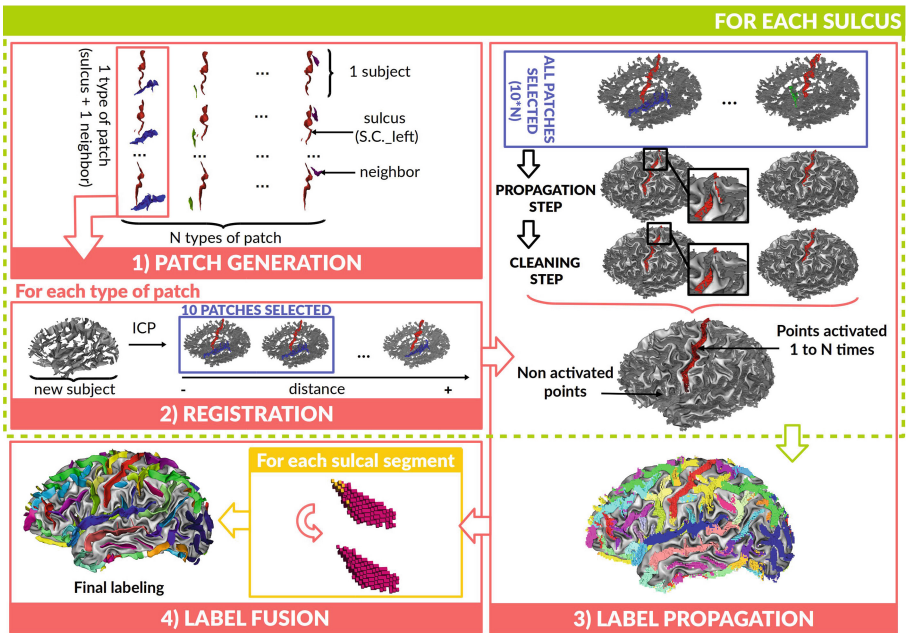 FOR EACH SULCUS
1 type of patch
(sulcus + 1 neighbor)
...
1 subject
...
sulcus
(S.C._left)
...
...
...
...
neighbor
N types of patch
1) PATCH GENERATION
For each type of patch
10 PATCHES SELECTED
ICP
...
new subject
-
distance
+
2) REGISTRATION
ALL PATCHES
SELECTED
(10*N)
...
PROPAGATION
STEP
CLEANING
STEP
Points activated
1 to N times
Non activated
points
3) LABEL PROPAGATION
For each sulcal segment
Final labeling
4) LABEL FUSION